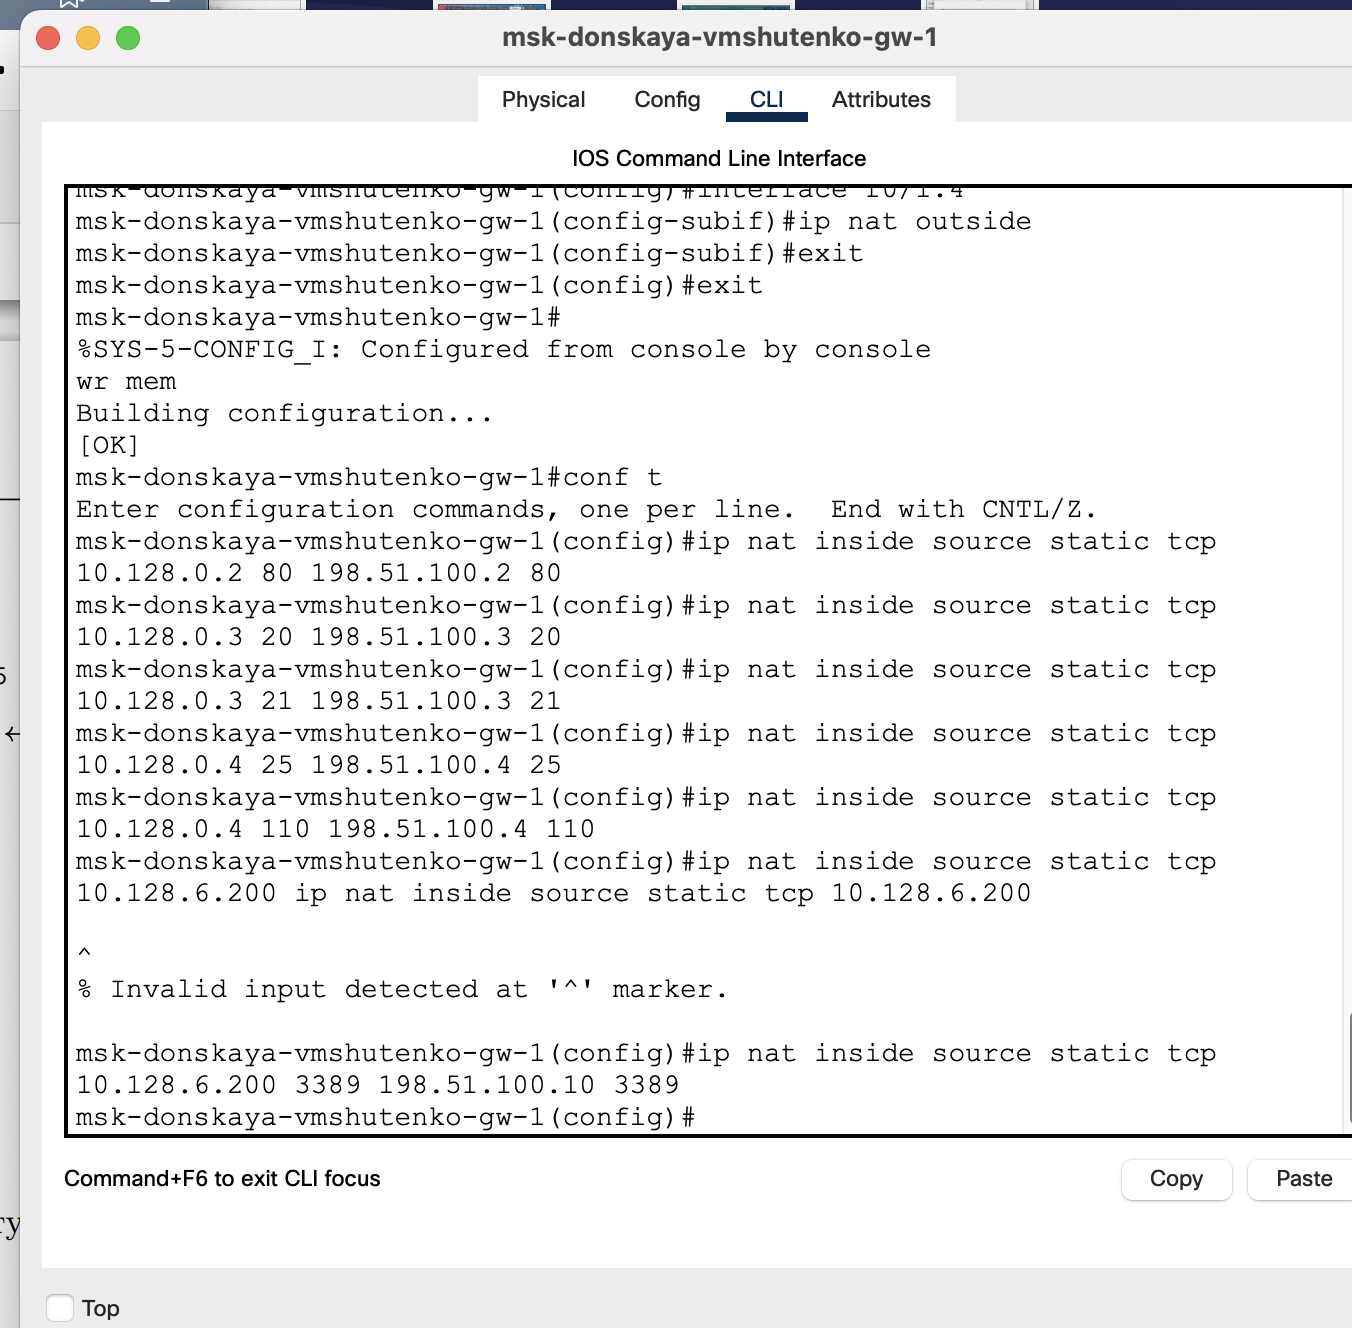 msk-donskaya-vmshutenko-gw-1
Physical Config CLI Attributes
IOS Command Line Interface
msk-donskaya-vmshutenko-gw-1(config)#interface f0/1.4
msk-donskaya-vmshutenko-gw-1(config-subif)#ip nat outside
msk-donskaya-vmshutenko-gw-1(config-subif)#exit
msk-donskaya-vmshutenko-gw-1(config)#exit
msk-donskaya-vmshutenko-gw-1#
%SYS-5-CONFIG_I: Configured from console by console
wr mem
Building configuration...
[OK]
msk-donskaya-vmshutenko-gw-1#conf t
Enter configuration commands, one per line.  End with CNTL/Z.
msk-donskaya-vmshutenko-gw-1(config)#ip nat inside source static tcp
10.128.0.2 80 198.51.100.2 80
msk-donskaya-vmshutenko-gw-1(config)#ip nat inside source static tcp
10.128.0.3 20 198.51.100.3 20
msk-donskaya-vmshutenko-gw-1(config)#ip nat inside source static tcp
10.128.0.3 21 198.51.100.3 21
msk-donskaya-vmshutenko-gw-1(config)#ip nat inside source static tcp
10.128.0.4 25 198.51.100.4 25
msk-donskaya-vmshutenko-gw-1(config)#ip nat inside source static tcp
10.128.0.4 110 198.51.100.4 110
msk-donskaya-vmshutenko-gw-1(config)#ip nat inside source static tcp
10.128.6.200 ip nat inside source static tcp 10.128.6.200
^
% Invalid input detected at '^' marker.
msk-donskaya-vmshutenko-gw-1(config)#ip nat inside source static tcp
10.128.6.200 3389 198.51.100.10 3389
msk-donskaya-vmshutenko-gw-1(config)#
Command+F6 to exit CLI focus
Copy Paste
Top